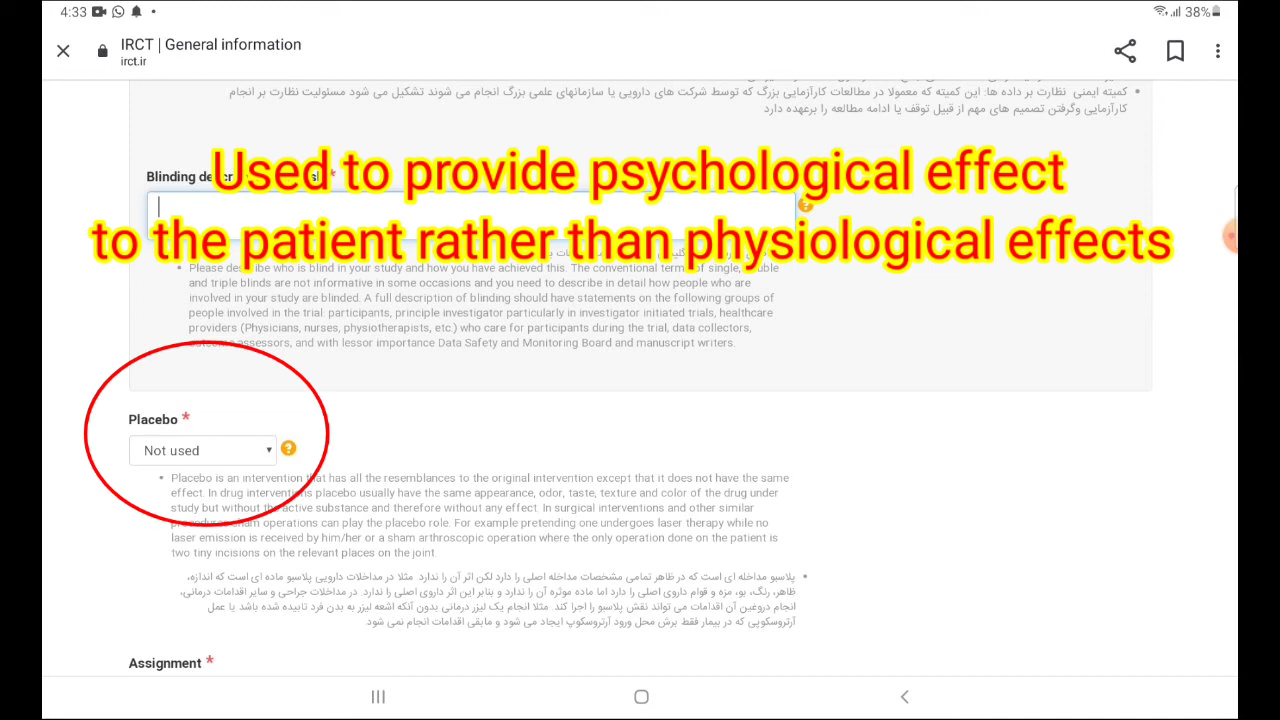 4:33
38%
IRCT | General information
irct.ir
کمیته ایمنی نظارت بر داده ها: این کمیته که معمولا در مطالعات کارآزمایی بزرگ که توسط شرکت های دارویی یا سازمانهای علمی بزرگ انجام می شوند تشکیل می شود مسئولیت نظارت بر انجام
کارآزمایی وگرفتن تصمیم های مهم از قبیل توقف یا ادامه مطالعه را برعهده دارد
Used to provide psychological effect
Blinding *
to the patient rather than physiological effects
Please describe who is blind in your study and how you have achieved this. The conventional terms of single, double
and triple blinds are not informative in some occasions and you need to describe in detail how people who are
involved in your study are blinded. A full description of blinding should have statements on the following groups of
people involved in the trial: participants, principle investigator particularly in investigator initiated trials, healthcare
providers (Physicians, nurses, physiotherapists, etc.) who care for participants during the trial, data collectors,
outcome assessors, and with lessor importance Data Safety and Monitoring Board and manuscript writers.
Placebo *
Not used
Placebo is an intervention that has all the resemblances to the original intervention except that it does not have the same
effect. In drug interventions placebo usually have the same appearance, odor, taste, texture and color of the drug under
study but without the active substance and therefore without any effect. In surgical interventions and other similar
procedures sham operations can play the placebo role. For example pretending one undergoes laser therapy while no
laser emission is received by him/her or a sham arthroscopic operation where the only operation done on the patient is
two tiny incisions on the relevant places on the joint.
پلاسبو مداخله ای است که در ظاهر تمامی مشخصات مداخله اصلی را دارد لکن اثر آن را ندارد. مثلا در مداخلات دارویی پلاسبو ماده ای است که اندازه،
ظاهر، رنگ، بو، مزه و قوام داروی اصلی را دارد اما ماده موثره آن را ندارد و بنابر این اثر داروی اصلی را ندارد. در مداخلات جراحی و سایر اقدامات درمانی،
انجام دروغین آن اقدامات می تواند نقش پلاسبو را اجرا کند. مثلا انجام یک لیزر درمانی بدون آنکه اشعه لیزر به بدن فرد تابیده شده باشد یا عمل
آرتروسکوپی که در بیمار فقط برش محل ورود آرتروسکوپ ایجاد می شود و مابقی اقدامات انجام نمی شود.
Assignment *